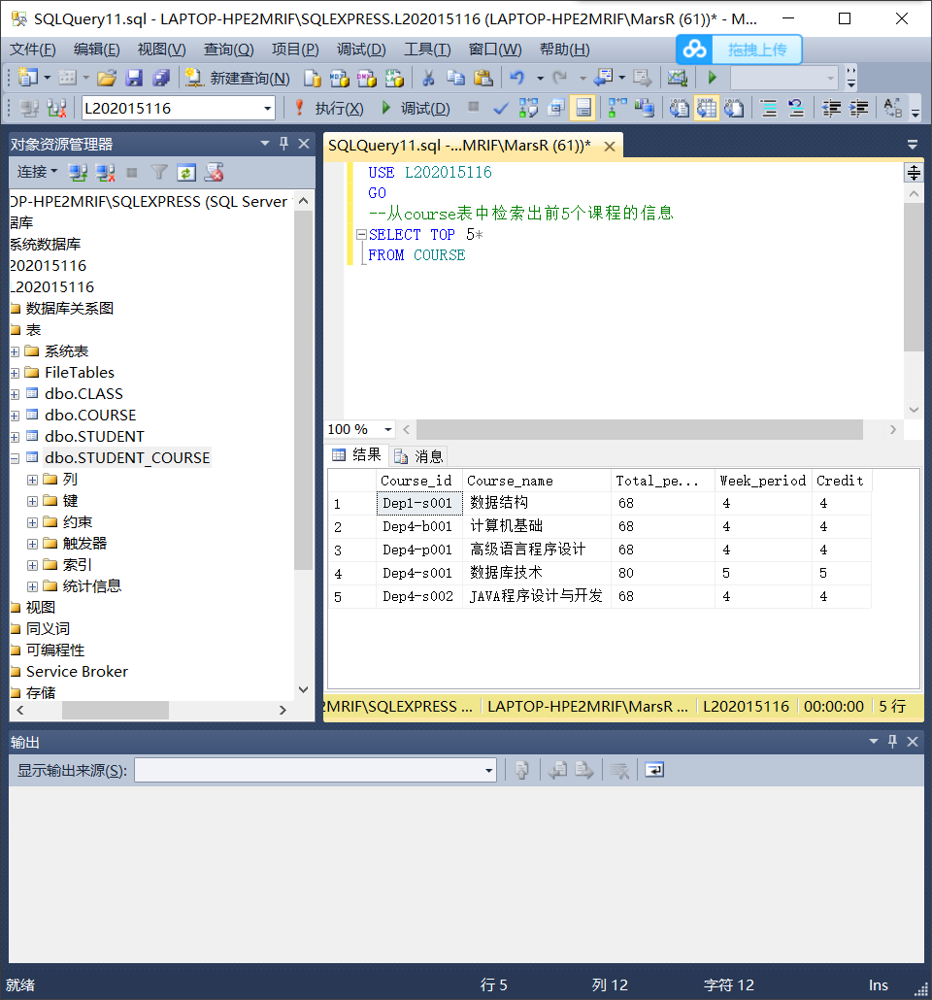 SQLQuery11.sql - LAPTOP-HPE2MRIF\SQLEXPRESS.L202015116 (LAPTOP-HPE2MRIF\MarsR (61))* - M...
文件(F) 编辑(E) 视图(V) 查询(Q) 项目(P) 调试(D) 工具(T) 窗口(W) 帮助(H)
拖拽上传
新建查询(N)
L202015116 执行(X) 调试(D)
对象资源管理器
连接
OP-HPE2MRIF\SQLEXPRESS (SQL Server
据库
系统数据库
202015116
L202015116
数据库关系图
表
系统表
FileTables
dbo.CLASS
dbo.COURSE
dbo.STUDENT
dbo.STUDENT_COURSE
列
键
约束
触发器
索引
统计信息
视图
同义词
可编程性
Service Broker
存储
SQLQuery11.sql -...MRIF\MarsR (61))*
USE L202015116
GO
--从course表中检索出前5个课程的信息
SELECT TOP 5*
FROM COURSE
100 %
结果 消息
Course_id Course_name Total_pe... Week_period Credit
1 Dep1-s001 数据结构 68 4 4
2 Dep4-b001 计算机基础 68 4 4
3 Dep4-p001 高级语言程序设计 68 4 4
4 Dep4-s001 数据库技术 80 5 5
5 Dep4-s002 JAVA程序设计与开发 68 4 4
2MRIF\SQLEXPRESS ... LAPTOP-HPE2MRIF\MarsR ... L202015116 00:00:00 5 行
输出
显示输出来源(S):
就绪 行 5 列 12 字符 12 Ins